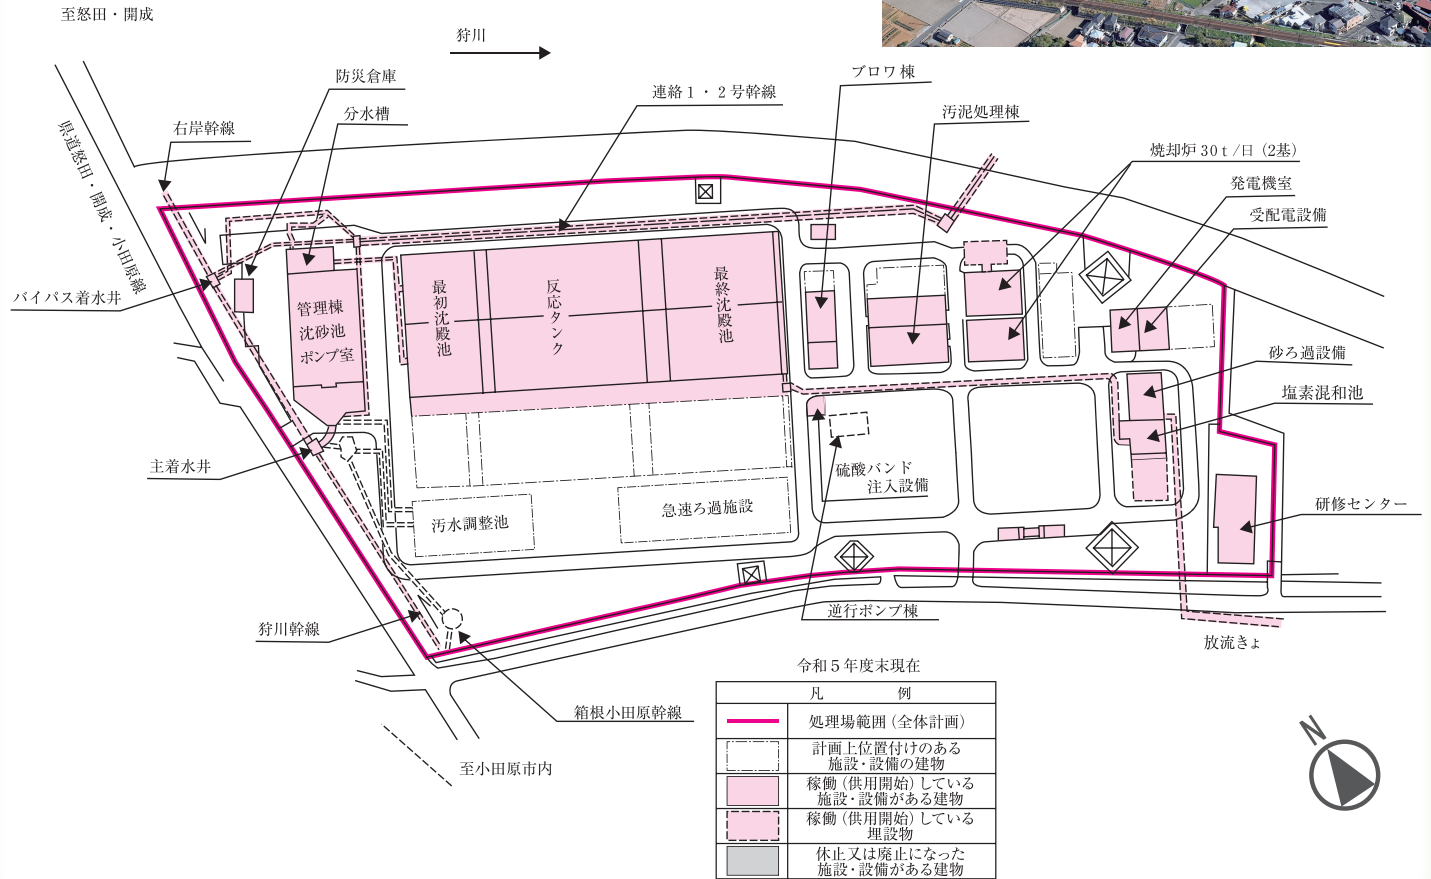 至怒田・開成
狩川
防災倉庫
分水槽
右岸幹線
連絡１・２号幹線
ブロワ棟
汚泥処理棟
焼却炉30ｔ/日（2基）
発電機室
受配電設備
県道怒田・開成・小田原線
バイパス着水井
管理棟
沈砂池
ポンプ室
最初沈殿池
反応タンク
最終沈殿池
砂ろ過設備
塩素混和池
主着水井
硫酸バンド
注入設備
汚水調整池
急速ろ過施設
研修センター
狩川幹線
逆行ポンプ棟
放流きょ
箱根小田原幹線
至小田原市内
令和５年度末現在
凡　例
処理場範囲（全体計画）
計画上位置付けのある
施設・設備の建物
稼働（供用開始）している
施設・設備がある建物
稼働（供用開始）している
埋設物
休止又は廃止になった
施設・設備がある建物
N